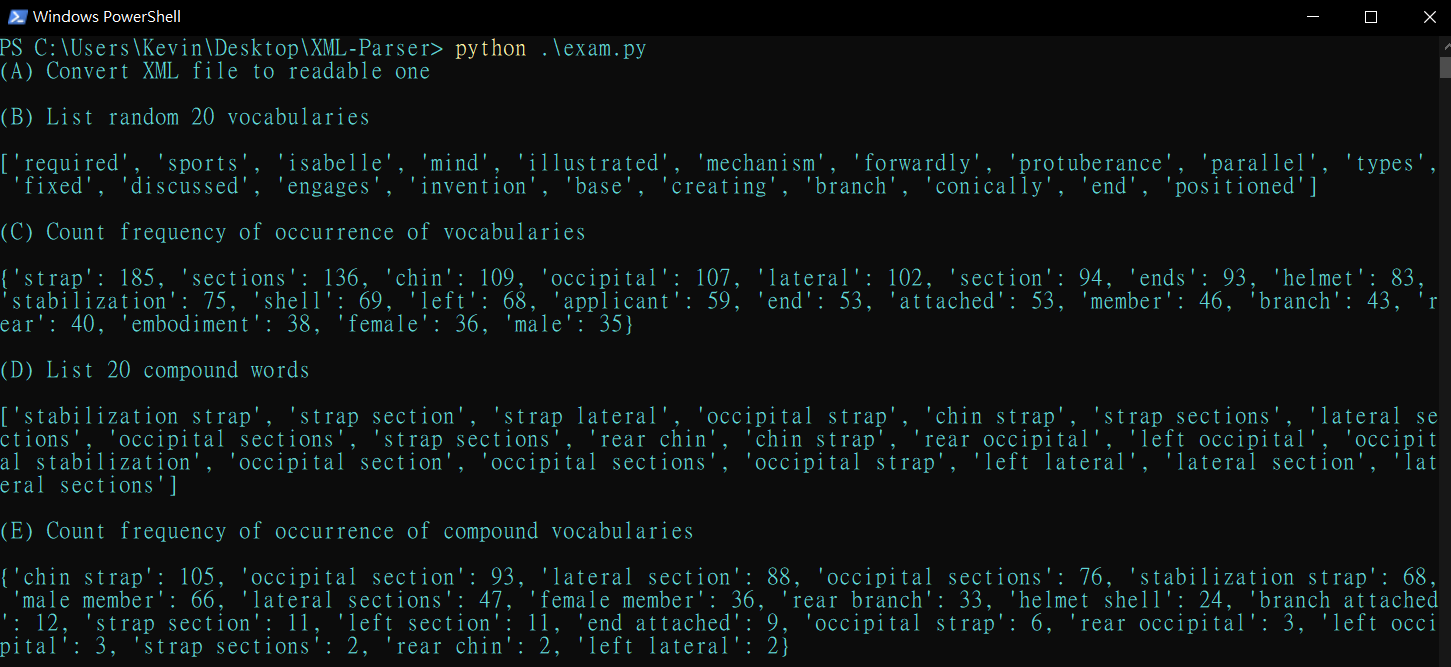 Windows PowerShell
PS C:\Users\Kevin\Desktop\XML-Parser> python .\exam.py
(A) Convert XML file to readable one
(B) List random 20 vocabularies
['required', 'sports', 'isabelle', 'mind', 'illustrated', 'mechanism', 'forwardly', 'protuberance', 'parallel', 'types',
 'fixed', 'discussed', 'engages', 'invention', 'base', 'creating', 'branch', 'conically', 'end', 'positioned']
(C) Count frequency of occurrence of vocabularies
{'strap': 185, 'sections': 136, 'chin': 109, 'occipital': 107, 'lateral': 102, 'section': 94, 'ends': 93, 'helmet': 83,
'stabilization': 75, 'shell': 69, 'left': 68, 'applicant': 59, 'end': 53, 'attached': 53, 'member': 46, 'branch': 43, 'r
ear': 40, 'embodiment': 38, 'female': 36, 'male': 35}
(D) List 20 compound words
['stabilization strap', 'strap section', 'strap lateral', 'occipital strap', 'chin strap', 'strap sections', 'lateral se
ctions', 'occipital sections', 'strap sections', 'rear chin', 'chin strap', 'rear occipital', 'left occipital', 'occipit
al stabilization', 'occipital section', 'occipital sections', 'occipital strap', 'left lateral', 'lateral section', 'lat
eral sections']
(E) Count frequency of occurrence of compound vocabularies
{'chin strap': 105, 'occipital section': 93, 'lateral section': 88, 'occipital sections': 76, 'stabilization strap': 68,
 'male member': 66, 'lateral sections': 47, 'female member': 36, 'rear branch': 33, 'helmet shell': 24, 'branch attached
': 12, 'strap section': 11, 'left section': 11, 'end attached': 9, 'occipital strap': 6, 'rear occipital': 3, 'left occi
pital': 3, 'strap sections': 2, 'rear chin': 2, 'left lateral': 2}